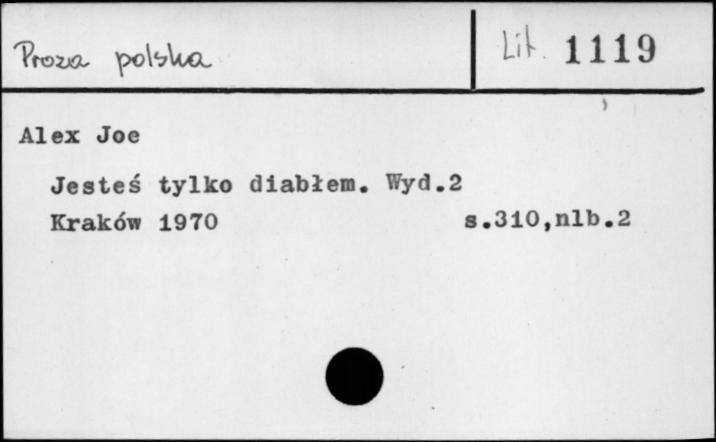 Proza polska
Lit. 1119
Alex Joe
Jesteś tylko diabłem. Wyd.2
Kraków 1970 s.310,nlb.2